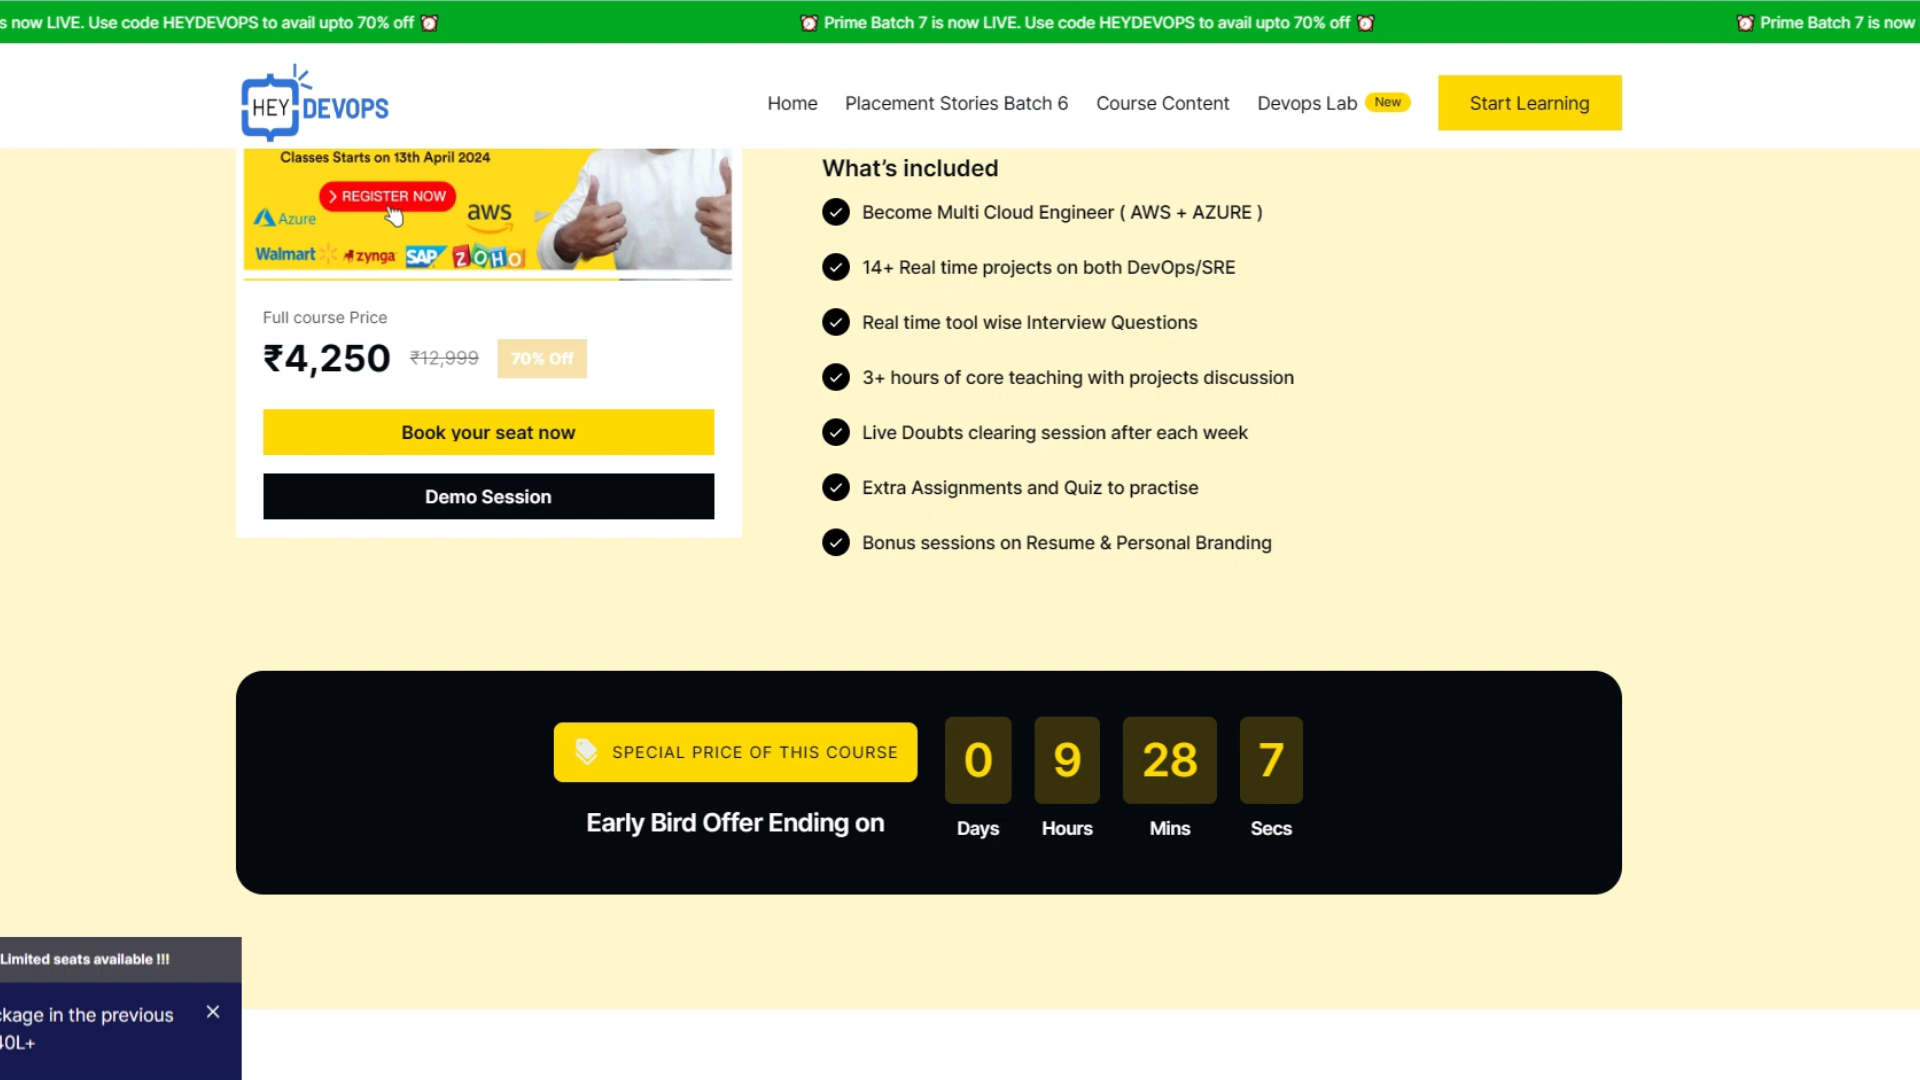 s now LIVE. Use code HEYDEVOPS to avail upto 70% off
Prime Batch 7 is now LIVE. Use code HEYDEVOPS to avail upto 70% off
Prime Batch 7 is now
HEY DEVOPS
Home
Placement Stories Batch 6
Course Content
Devops Lab
New
Start Learning
Classes Starts on 13th April 2024
REGISTER NOW
Azure
aws
Walmart
zynga
SAP
ZOHO
Full course Price
₹4,250 ₹12,999 70% Off
Book your seat now
Demo Session
What’s included
Become Multi Cloud Engineer ( AWS + AZURE )
14+ Real time projects on both DevOps/SRE
Real time tool wise Interview Questions
3+ hours of core teaching with projects discussion
Live Doubts clearing session after each week
Extra Assignments and Quiz to practise
Bonus sessions on Resume & Personal Branding
SPECIAL PRICE OF THIS COURSE
Early Bird Offer Ending on
0 9 28 7
Days Hours Mins Secs
Limited seats available !!!
ckage in the previous
40L+